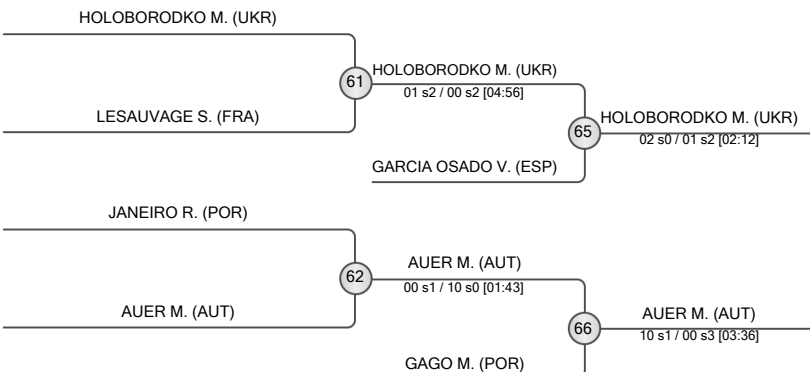 HOLOBORODKO M. (UKR)
61
HOLOBORODKO M. (UKR)
01 s2 / 00 s2 [04:56]
LESAUVAGE S. (FRA)
65
HOLOBORODKO M. (UKR)
02 s0 / 01 s2 [02:12]
GARCIA OSADO V. (ESP)
JANEIRO R. (POR)
62
AUER M. (AUT)
00 s1 / 10 s0 [01:43]
AUER M. (AUT)
66
AUER M. (AUT)
10 s1 / 00 s3 [03:36]
GAGO M. (POR)